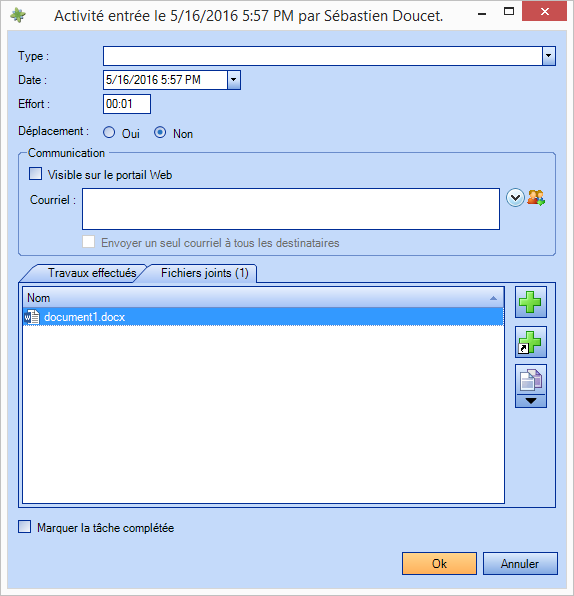 Activité entrée le 5/16/2016 5:57 PM par Sébastien Doucet.
Type :
Date : 5/16/2016 5:57 PM
Effort : 00:01
Déplacement : Oui Non
Communication
Visible sur le portail Web
Courriel :
Envoyer un seul courriel à tous les destinataires
Travaux effectués Fichiers joints (1)
Nom
document1.docx
Marquer la tâche complétée
Ok Annuler